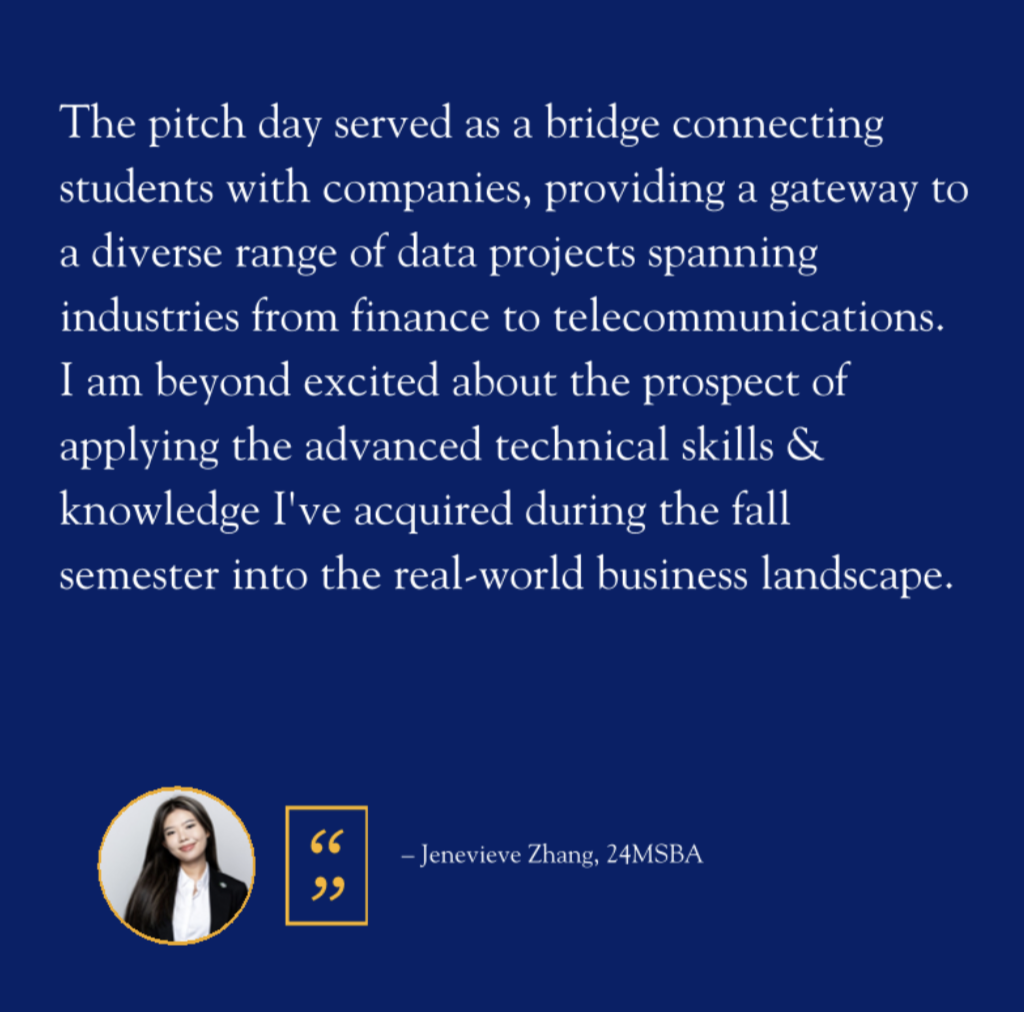 The pitch day served as a bridge connecting
students with companies, providing a gateway to
a diverse range of data projects spanning
industries from finance to telecommunications.
I am beyond excited about the prospect of
applying the advanced technical skills &
knowledge I've acquired during the fall
semester into the real-world business landscape.
“
”
– Jenevieve Zhang, 24MSBA